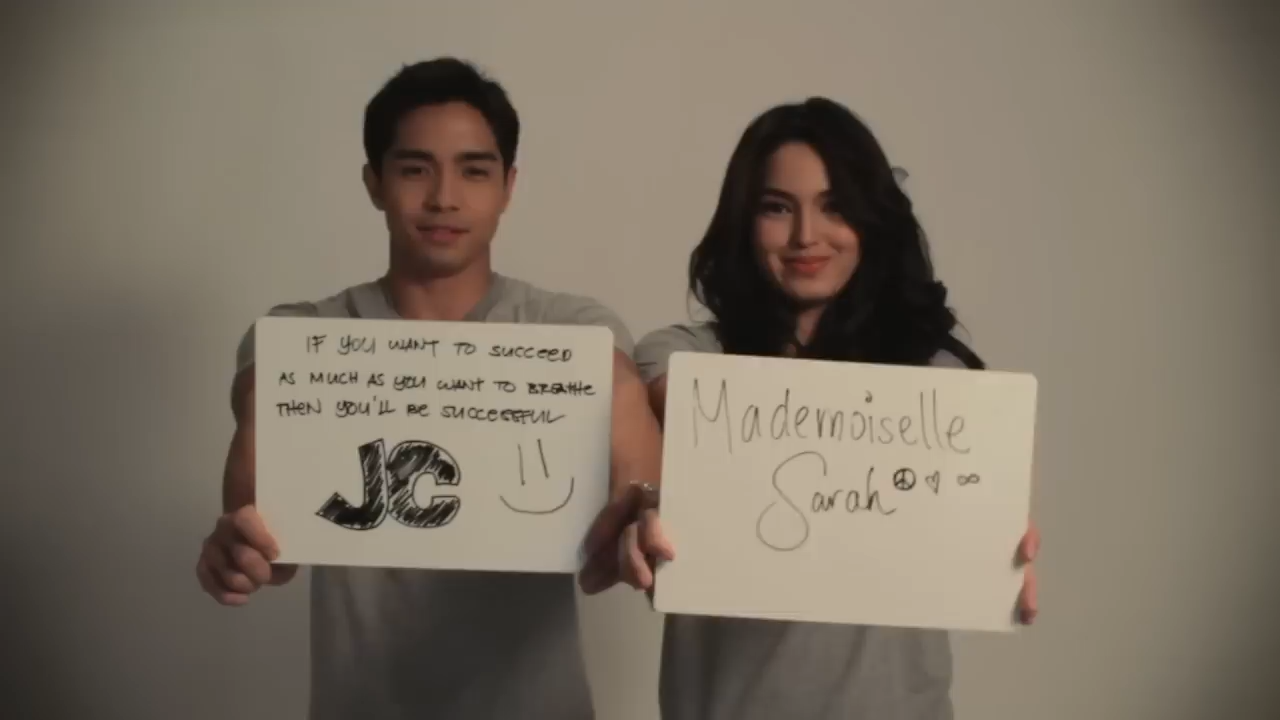 IF YOU WANT TO SUCCEED
AS MUCH AS YOU WANT TO BREATHE
THEN YOU'LL BE SUCCESSFUL
JC
Mademoiselle
Sarah